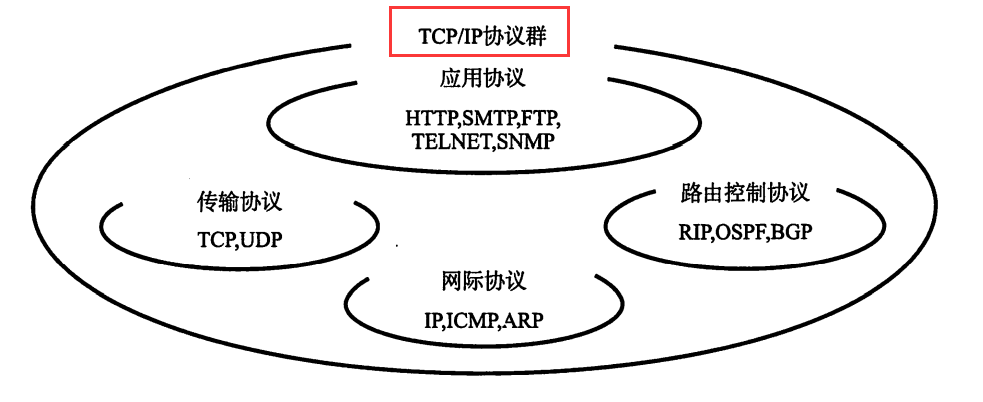 TCP/IP协议群
应用协议
HTTP,SMTP,FTP,
TELNET,SNMP
传输协议
TCP,UDP
路由控制协议
RIP,OSPF,BGP
网际协议
IP,ICMP,ARP